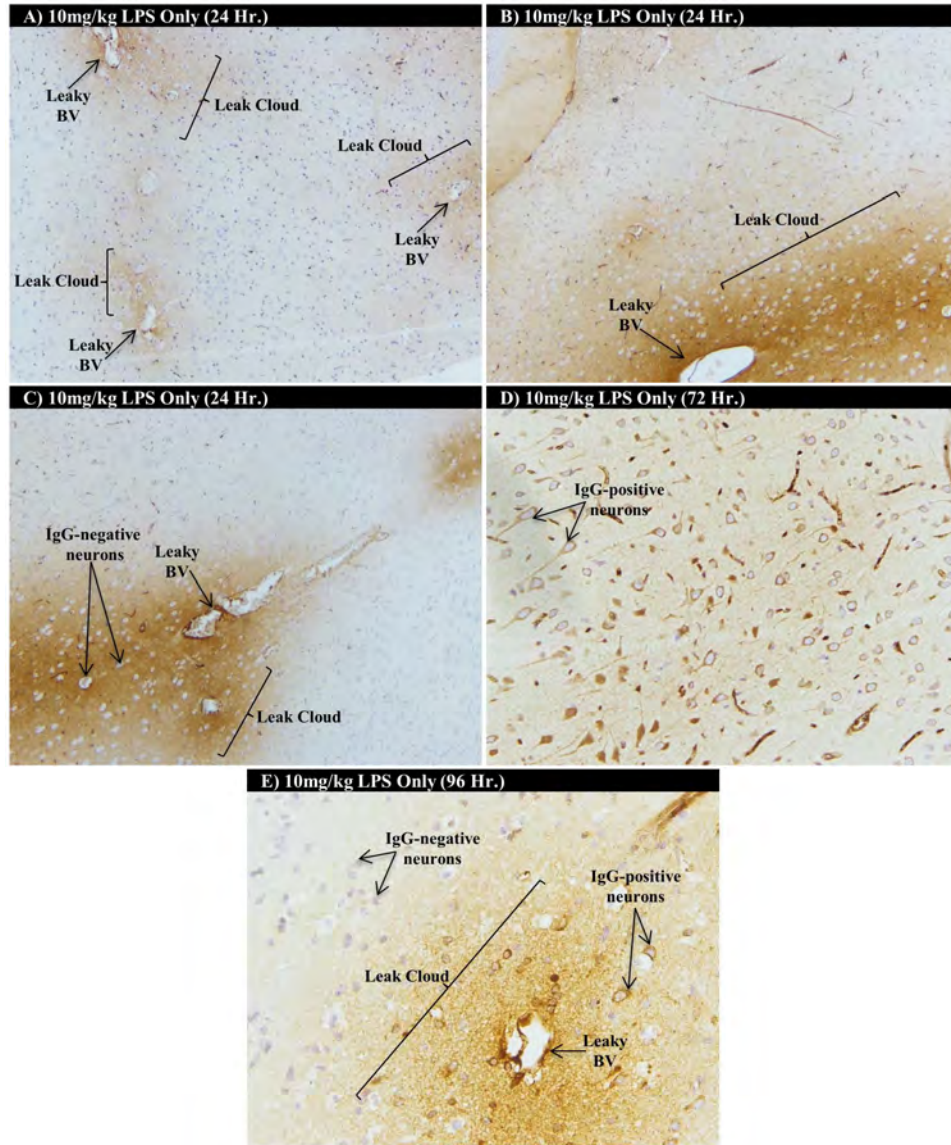 A) 10mg/kg LPS Only (24 Hr.)
Leaky
BV
Leak Cloud
Leak Cloud
Leaky
BV
Leak Cloud
Leaky
BV
B) 10mg/kg LPS Only (24 Hr.)
Leak Cloud
Leaky
BV
C) 10mg/kg LPS Only (24 Hr.)
IgG-negative
neurons
Leaky
BV
Leak Cloud
D) 10mg/kg LPS Only (72 Hr.)
IgG-positive
neurons
E) 10mg/kg LPS Only (96 Hr.)
IgG-negative
neurons
IgG-positive
neurons
Leak Cloud
Leaky
BV